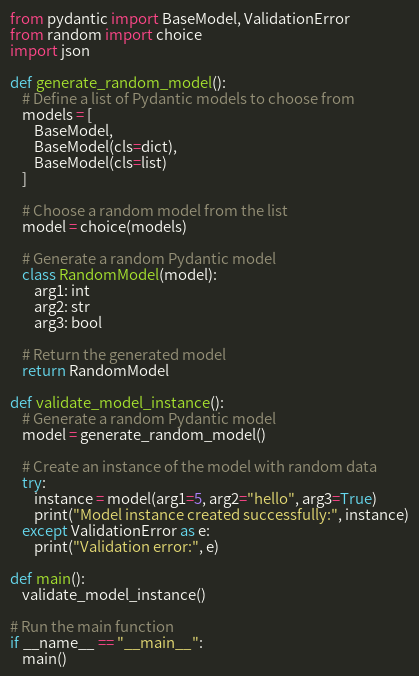 from pydantic import BaseModel, ValidationError
from random import choice
import json

def generate_random_model():
    # Define a list of Pydantic models to choose from
    models = [
        BaseModel,
        BaseModel(cls=dict),
        BaseModel(cls=list)
    ]

    # Choose a random model from the list
    model = choice(models)

    # Generate a random Pydantic model
    class RandomModel(model):
        arg1: int
        arg2: str
        arg3: bool

    # Return the generated model
    return RandomModel

def validate_model_instance():
    # Generate a random Pydantic model
    model = generate_random_model()

    # Create an instance of the model with random data
    try:
        instance = model(arg1=5, arg2="hello", arg3=True)
        print("Model instance created successfully:", instance)
    except ValidationError as e:
        print("Validation error:", e)

def main():
    validate_model_instance()

# Run the main function
if __name__ == "__main__":
    main()